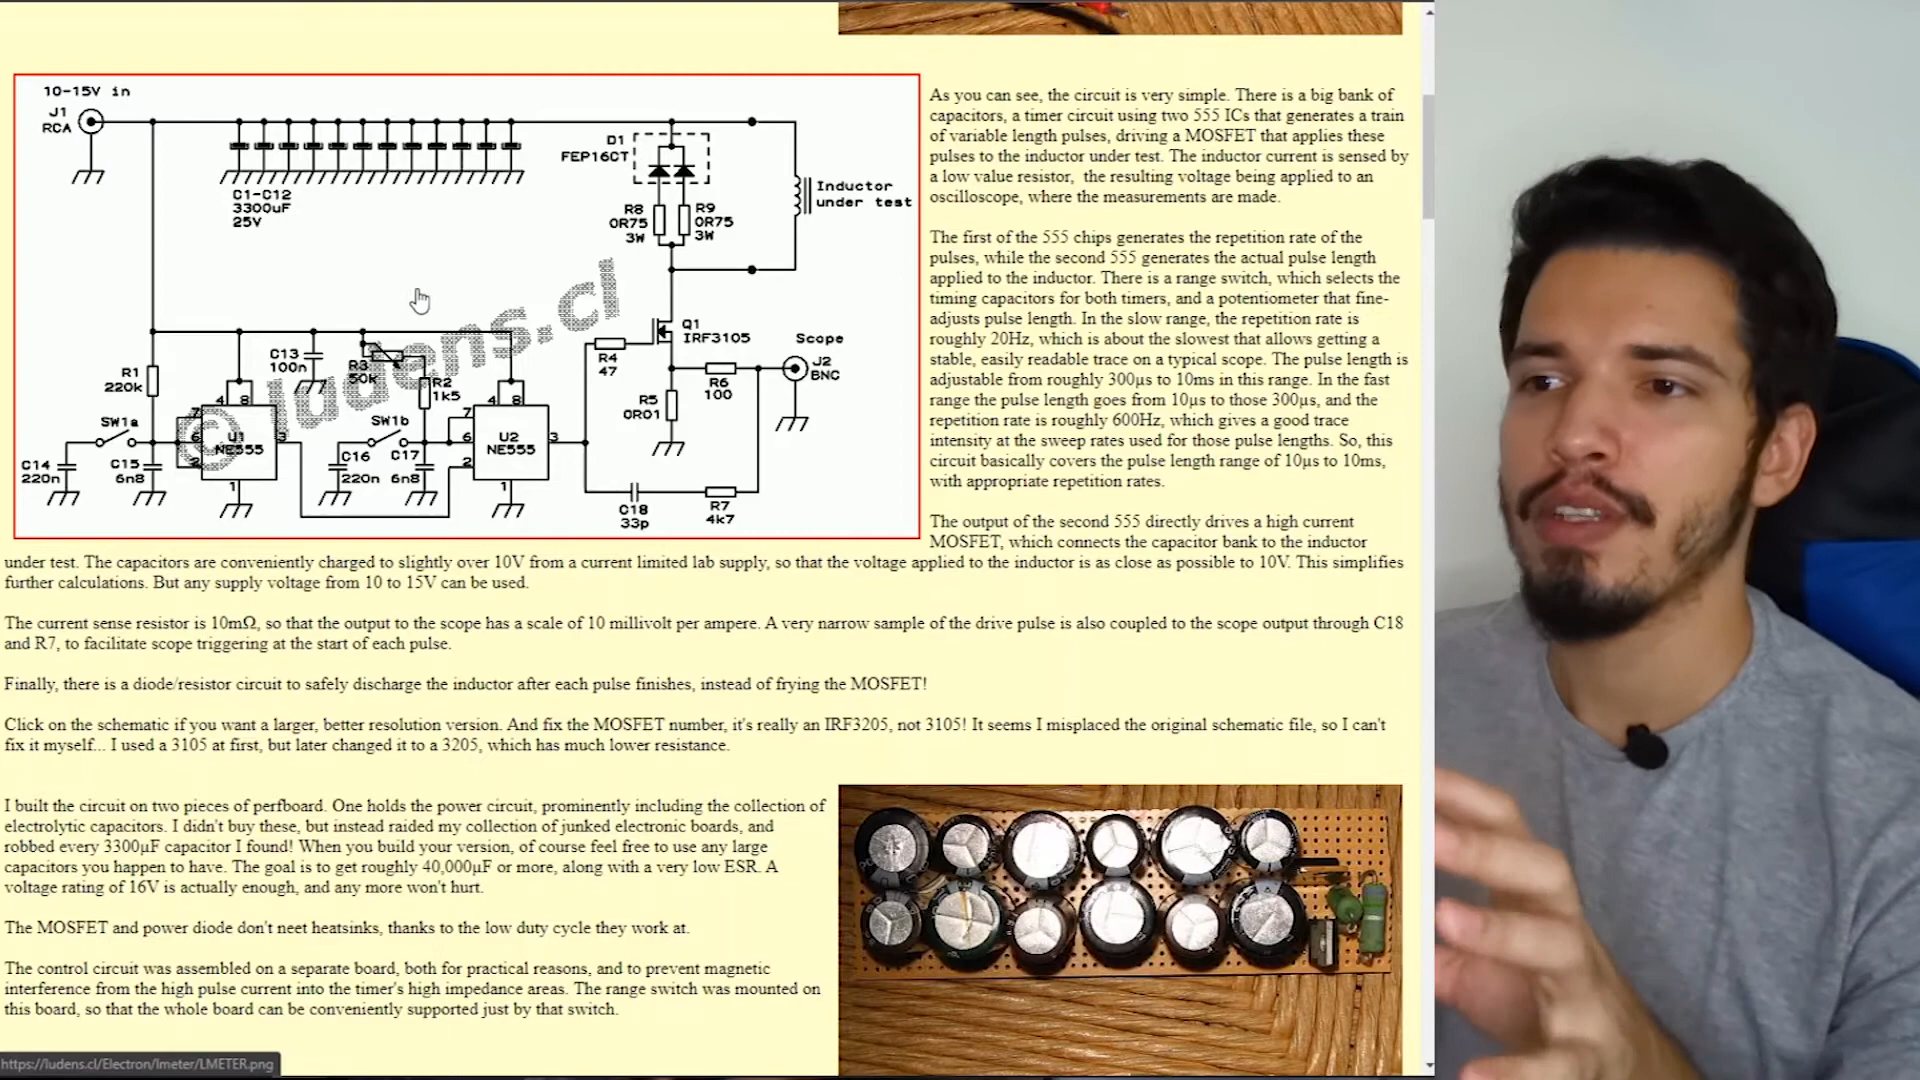 10-15V in
J1
RCA
C1-C12
3300uF
25V
D1
FEP16CT
Inductor
under test
R8
0R75
3W
R9
0R75
3W
© ludens.cl
Q1
IRF3105
Scope
J2
BNC
R4
47
R6
100
R5
0R01
C13
100n
R3
50k
R2
1k5
R1
220k
4 8
4 8
SW1a
SW1b
7
6
2
U1
NE555
3
7
6
2
U2
NE555
3
C14
220n
C15
6n8
C16
220n
C17
6n8
1
1
C18
33p
R7
4k7
As you can see, the circuit is very simple. There is a big bank of
capacitors, a timer circuit using two 555 ICs that generates a train
of variable length pulses, driving a MOSFET that applies these
pulses to the inductor under test. The inductor current is sensed by
a low value resistor, the resulting voltage being applied to an
oscilloscope, where the measurements are made.
The first of the 555 chips generates the repetition rate of the
pulses, while the second 555 generates the actual pulse length
applied to the inductor. There is a range switch, which selects the
timing capacitors for both timers, and a potentiometer that fine-
adjusts pulse length. In the slow range, the repetition rate is
roughly 20Hz, which is about the slowest that allows getting a
stable, easily readable trace on a typical scope. The pulse length is
adjustable from roughly 300µs to 10ms in this range. In the fast
range the pulse length goes from 10µs to those 300µs, and the
repetition rate is roughly 600Hz, which gives a good trace
intensity at the sweep rates used for those pulse lengths. So, this
circuit basically covers the pulse length range of 10µs to 10ms,
with appropriate repetition rates.
The output of the second 555 directly drives a high current
MOSFET, which connects the capacitor bank to the inductor
under test. The capacitors are conveniently charged to slightly over 10V from a current limited lab supply, so that the voltage applied to the inductor is as close as possible to 10V. This simplifies
further calculations. But any supply voltage from 10 to 15V can be used.
The current sense resistor is 10mΩ, so that the output to the scope has a scale of 10 millivolt per ampere. A very narrow sample of the drive pulse is also coupled to the scope output through C18
and R7, to facilitate scope triggering at the start of each pulse.
Finally, there is a diode/resistor circuit to safely discharge the inductor after each pulse finishes, instead of frying the MOSFET!
Click on the schematic if you want a larger, better resolution version. And fix the MOSFET number, it's really an IRF3205, not 3105! It seems I misplaced the original schematic file, so I can't
fix it myself... I used a 3105 at first, but later changed it to a 3205, which has much lower resistance.
I built the circuit on two pieces of perfboard. One holds the power circuit, prominently including the collection of
electrolytic capacitors. I didn't buy these, but instead raided my collection of junked electronic boards, and
robbed every 3300µF capacitor I found! When you build your version, of course feel free to use any large
capacitors you happen to have. The goal is to get roughly 40,000µF or more, along with a very low ESR. A
voltage rating of 16V is actually enough, and any more won't hurt.
The MOSFET and power diode don't neet heatsinks, thanks to the low duty cycle they work at.
The control circuit was assembled on a separate board, both for practical reasons, and to prevent magnetic
interference from the high pulse current into the timer's high impedance areas. The range switch was mounted on
this board, so that the whole board can be conveniently supported just by that switch.
https://ludens.cl/Electron/lmeter/LMETER.png